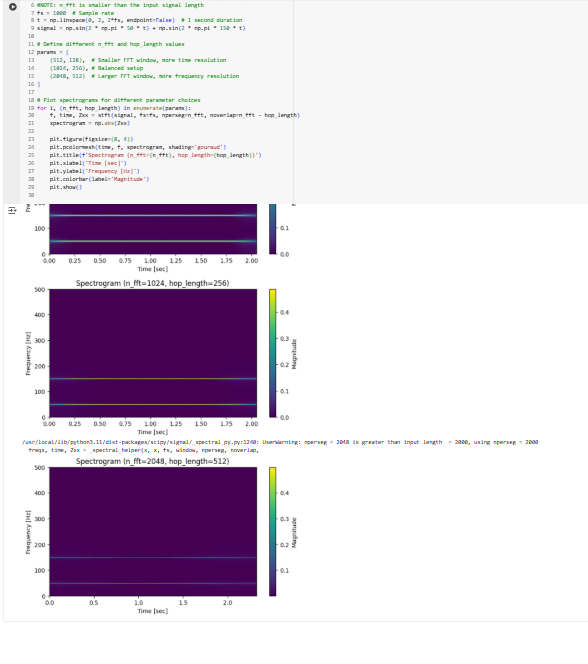 6 #NOTE: n_fft is smaller than the input signal length
7 fs = 1000 # Sample rate
8 t = np.linspace(0, 2, 2*fs, endpoint=False) # 1 second duration
9 signal = np.sin(2 * np.pi * 50 * t) + np.sin(2 * np.pi * 150 * t)
10
11 # Define different n_fft and hop_length values
12 params = [
13 (512, 128), # Smaller FFT window, more time resolution
14 (1024, 256), # Balanced setup
15 (2048, 512) # Larger FFT window, more frequency resolution
16 ]
17
18 # Plot spectrograms for different parameter choices
19 for i, (n_fft, hop_length) in enumerate(params):
20 f, time, Zxx = stft(signal, fs=fs, nperseg=n_fft, noverlap=n_fft - hop_length)
21 spectrogram = np.abs(Zxx)
22
23 plt.figure(figsize=(8, 4))
24 plt.pcolormesh(time, f, spectrogram, shading='gouraud')
25 plt.title(f'Spectrogram (n_fft={n_fft}, hop_length={hop_length})')
26 plt.xlabel('Time [sec]')
27 plt.ylabel('Frequency [Hz]')
28 plt.colorbar(label='Magnitude')
29 plt.show()
30
100
0
0.1
0.0
0.00 0.25 0.50 0.75 1.00 1.25 1.50 1.75 2.00
Time [sec]
Spectrogram (n_fft=1024, hop_length=256)
500
400
300
200
100
0
Frequency [Hz]
0.4
0.3
0.2
0.1
0.0
Magnitude
0.00 0.25 0.50 0.75 1.00 1.25 1.50 1.75 2.00
Time [sec]
/usr/local/lib/python3.11/dist-packages/scipy/signal/_spectral_py.py:1240: UserWarning: nperseg = 2048 is greater than input length  = 2000, using nperseg = 2000
freqs, time, Zxx = _spectral_helper(x, x, fs, window, nperseg, noverlap,
Spectrogram (n_fft=2048, hop_length=512)
500
400
300
200
100
0
Frequency [Hz]
0.4
0.3
0.2
0.1
Magnitude
0.0 0.5 1.0 1.5 2.0
Time [sec]